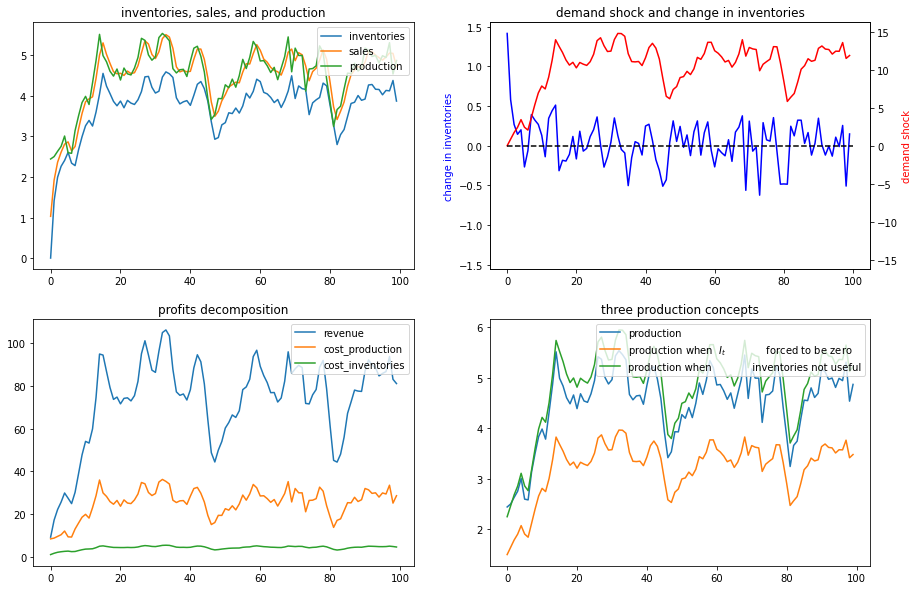 inventories, sales, and production
inventories
sales
production
5
4
3
2
1
0
0 20 40 60 80 100
demand shock and change in inventories
change in inventories
1.5
1.0
0.5
0.0
−0.5
−1.0
−1.5
15
10
5
0
−5
−10
−15
demand shock
0 20 40 60 80 100
profits decomposition
revenue
cost_production
cost_inventories
100
80
60
40
20
0
0 20 40 60 80 100
three production concepts
production
production when I_t forced to be zero
production when inventories not useful
6
5
4
3
2
0 20 40 60 80 100